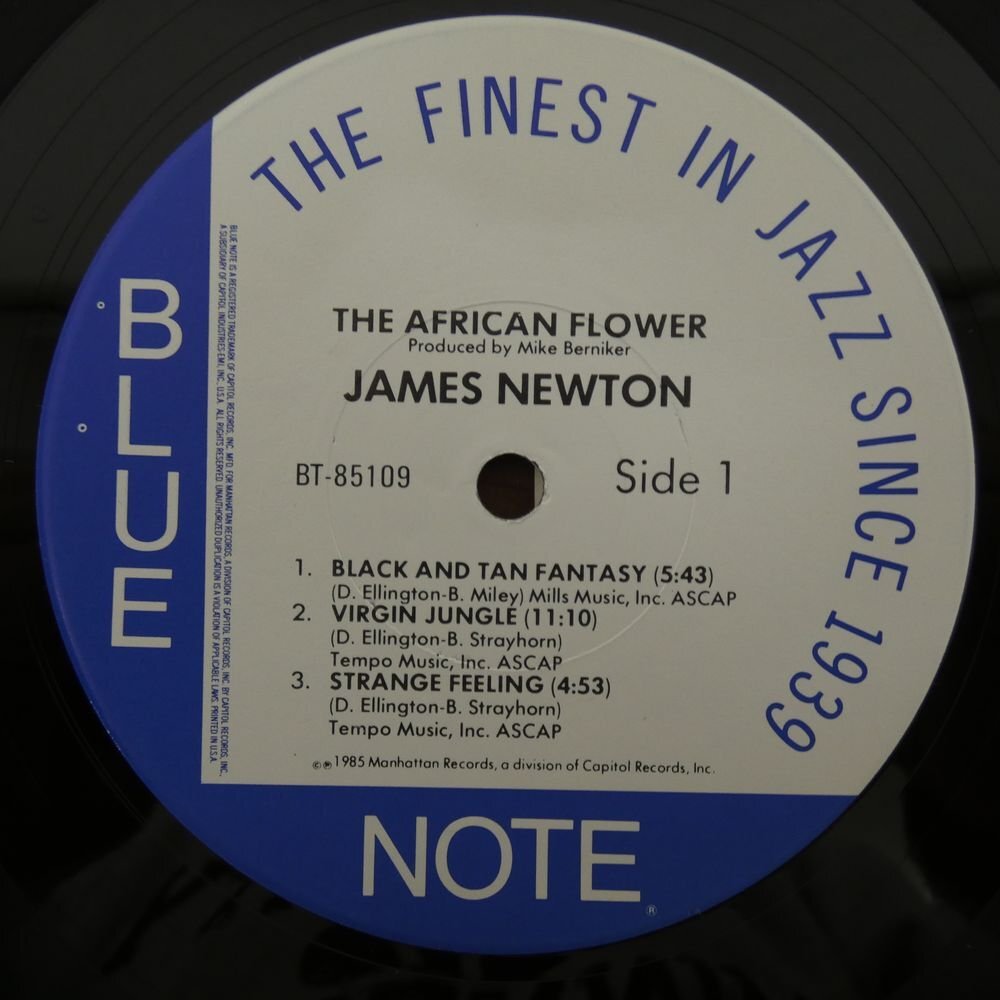 THE FINEST IN JAZZ SINCE 1939
BLUE
NOTE
®
BLUE NOTE IS A REGISTERED TRADEMARK OF CAPITOL RECORDS, INC. MFD. FOR MANHATTAN RECORDS, A DIVISION OF CAPITOL RECORDS, INC. BY CAPITOL RECORDS, INC.,
A SUBSIDIARY OF CAPITOL INDUSTRIES-EMI, INC., U.S.A. ALL RIGHTS RESERVED. UNAUTHORIZED DUPLICATION IS A VIOLATION OF APPLICABLE LAWS. PRINTED IN U.S.A.
THE AFRICAN FLOWER
Produced by Mike Berniker
JAMES NEWTON
BT-85109 Side 1
1. BLACK AND TAN FANTASY (5:43)
(D. Ellington-B. Miley) Mills Music, Inc. ASCAP
2. VIRGIN JUNGLE (11:10)
(D. Ellington-B. Strayhorn)
Tempo Music, Inc. ASCAP
3. STRANGE FEELING (4:53)
(D. Ellington-B. Strayhorn)
Tempo Music, Inc. ASCAP
©℗1985 Manhattan Records, a division of Capitol Records, Inc.